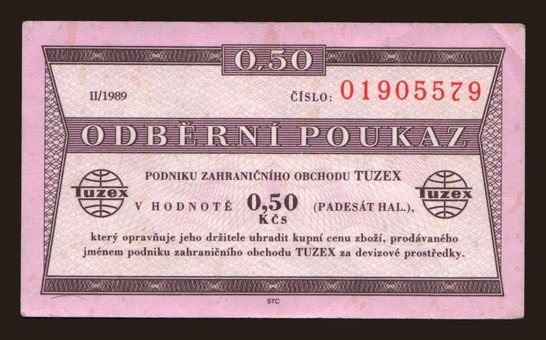 0,50
II/1989 ČÍSLO: 01905579
ODBĚRNÍ POUKAZ
PODNIKU ZAHRANIČNÍHO OBCHODU TUZEX
Tuzex V HODNOTĚ 0,50 (PADESÁT HAL.), Tuzex
KČS
který opravňuje jeho držitele uhradit kupní cenu zboží, prodávaného
jménem podniku zahraničního obchodu TUZEX za devizové prostředky.
STC